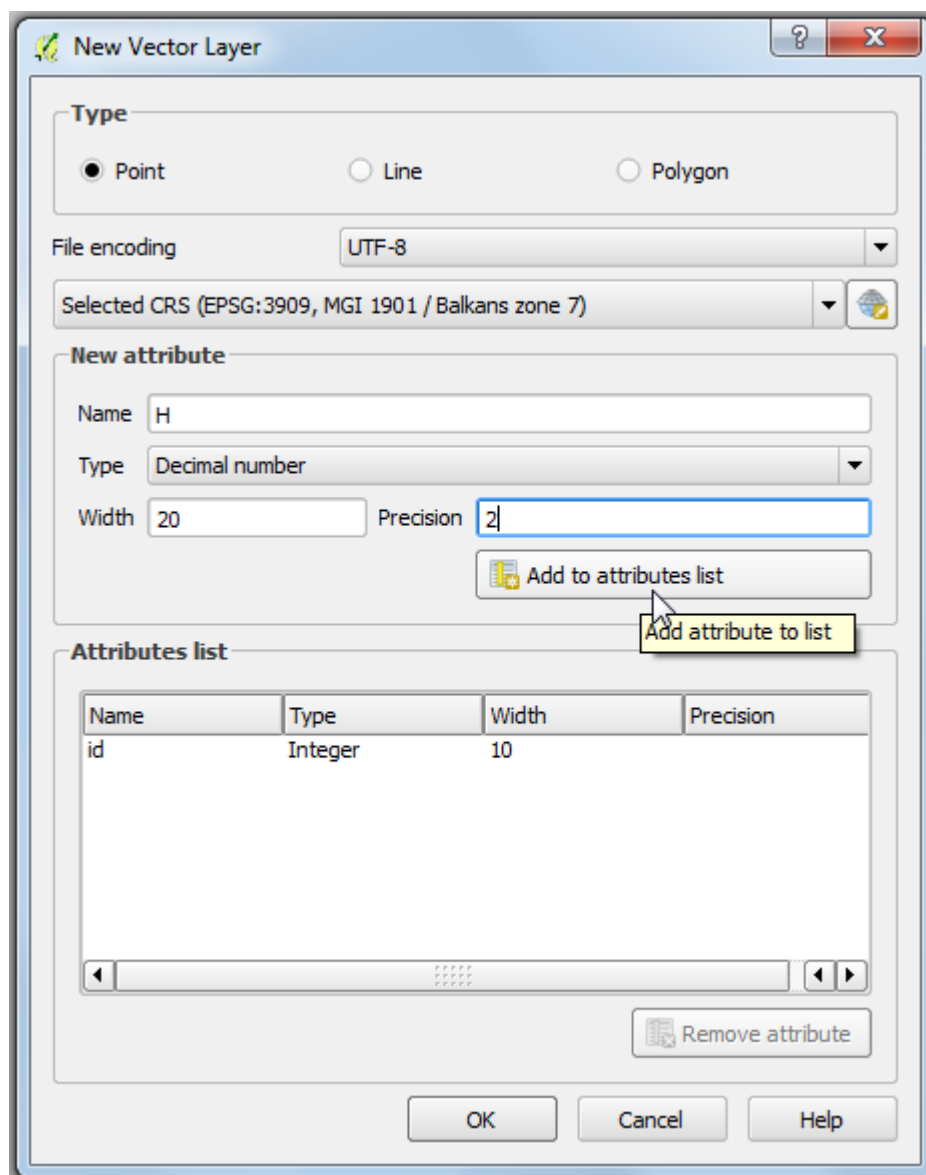 New Vector Layer
Type
Point Line Polygon
File encoding UTF-8
Selected CRS (EPSG:3909, MGI 1901 / Balkans zone 7)
New attribute
Name H
Type Decimal number
Width 20 Precision 2
Add to attributes list
Add attribute to list
Attributes list
Name Type Width Precision
id Integer 10
Remove attribute
OK Cancel Help